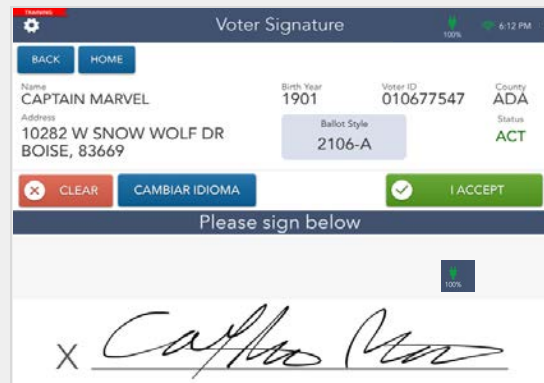 TRAINING
Voter Signature
100%
6:12 PM
BACK HOME
Name Birth Year Voter ID County
CAPTAIN MARVEL 1901 010677547 ADA
Address Ballot Style Status
10282 W SNOW WOLF DR 2106-A ACT
BOISE, 83669
CLEAR CAMBIAR IDIOMA I ACCEPT
Please sign below
100%
X